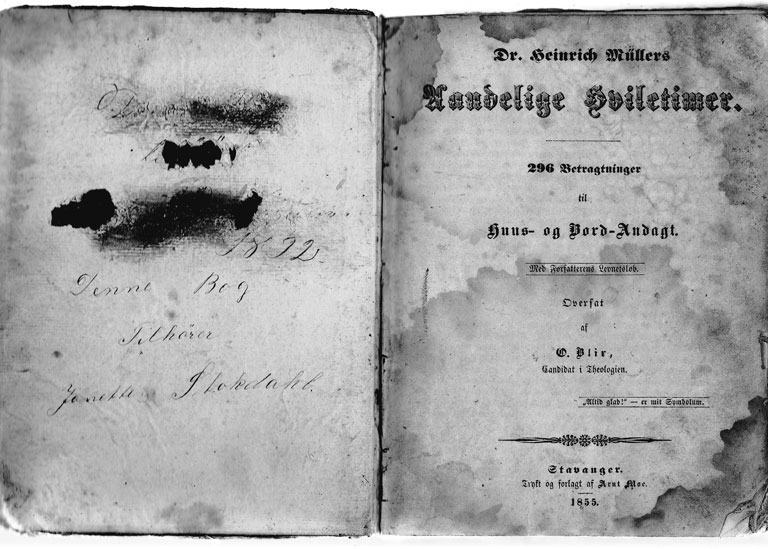 1892.
Denne Bog
Tilhører
Janette Stokdahl.
Dr. Heinrich Müllers
Aandelige Hviletimer.
296 Betragtninger
til
Huus- og Bord-Andagt.
Med Forfatterens Levnetsløb.
Oversat
af
O. Blir,
Candidat i Theologien.
„Altid glad!“ — er mit Symbolum.
Stavanger.
Trykt og forlagt af Arnt Moe.
1855.